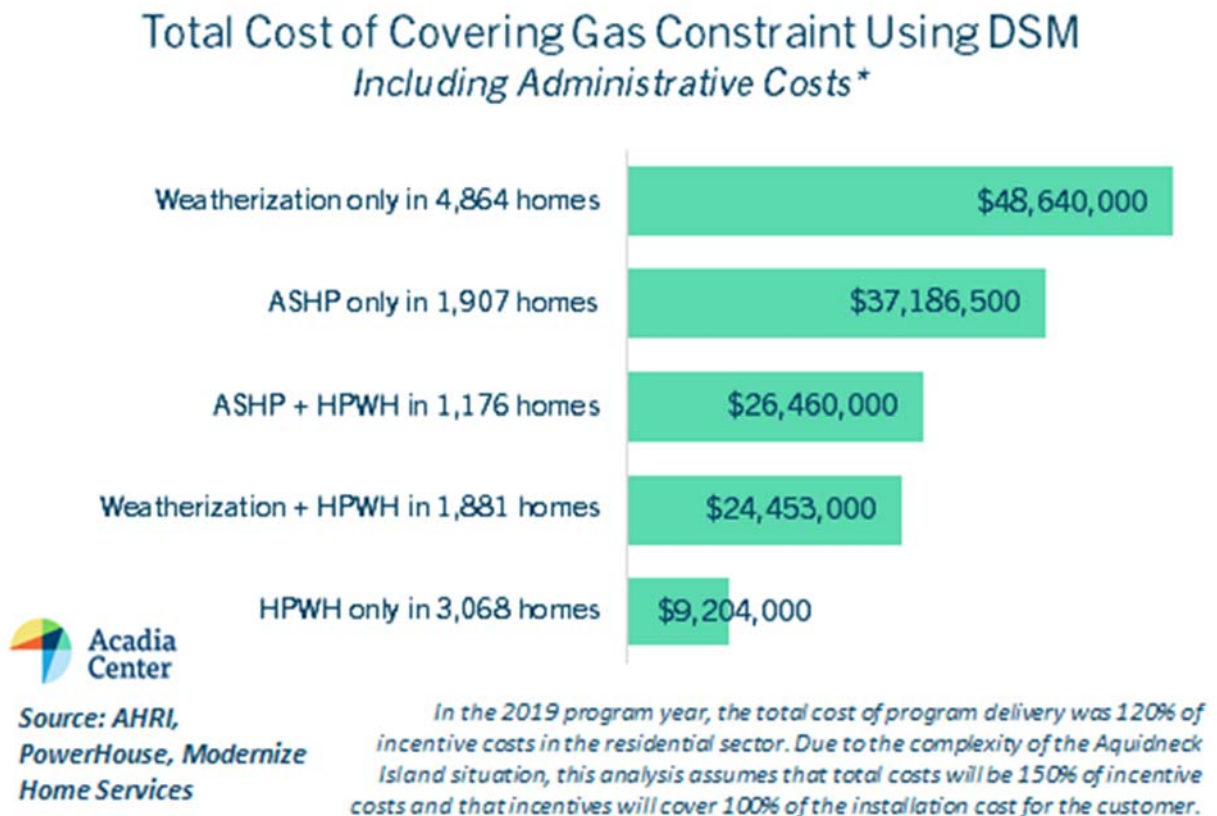 Total Cost of Covering Gas Constraint Using DSM
Including Administrative Costs*
Weatherization only in 4,864 homes
$48,640,000
ASHP only in 1,907 homes
$37,186,500
ASHP + HPWH in 1,176 homes
$26,460,000
Weatherization + HPWH in 1,881 homes
$24,453,000
HPWH only in 3,068 homes
$9,204,000
Acadia
Center
Source: AHRI,
PowerHouse, Modernize
Home Services
In the 2019 program year, the total cost of program delivery was 120% of
incentive costs in the residential sector. Due to the complexity of the Aquidneck
Island situation, this analysis assumes that total costs will be 150% of incentive
costs and that incentives will cover 100% of the installation cost for the customer.